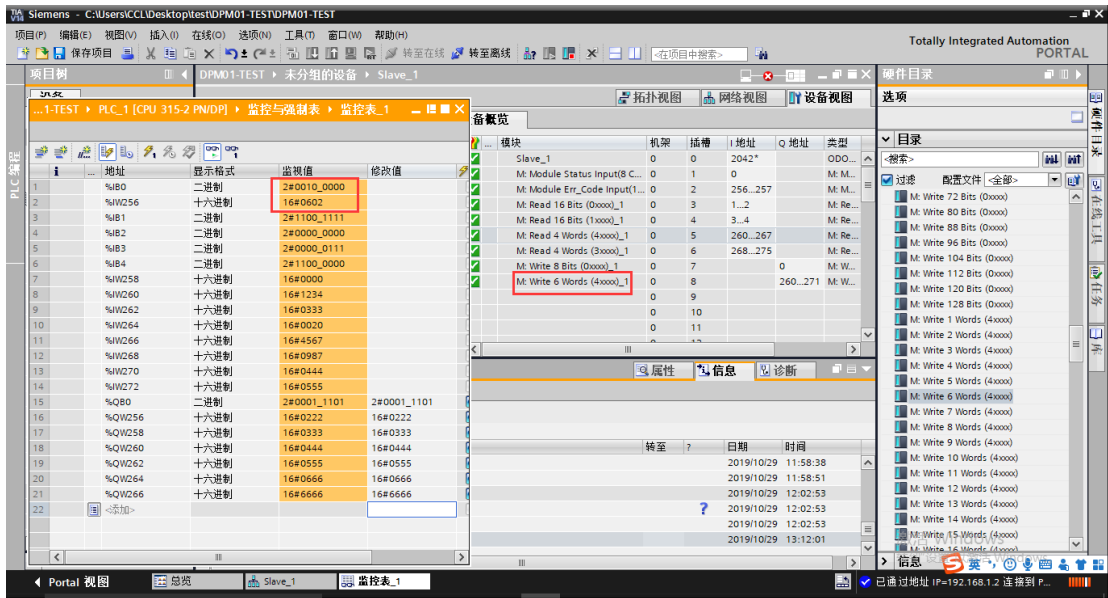 Siemens - C:\Users\CCL\Desktop\test\DPM01-TEST\DPM01-TEST
项目(P) 编辑(E) 视图(V) 插入(I) 在线(O) 选项(N) 工具(T) 窗口(W) 帮助(H)
Totally Integrated Automation
PORTAL
保存项目 转至在线 转至离线 <在项目中搜索>
项目树 DPM01-TEST 未分组的设备 Slave_1
硬件目录
选项
拓扑视图 网络视图 设备视图
...1-TEST PLC_1 [CPU 315-2 PN/DP] 监控与强制表 监控表_1
备概览
i ... 地址 显示格式 监视值 修改值
1 %IB0 二进制 2#0010_0000
2 %IW256 十六进制 16#0602
3 %IB1 二进制 2#1100_1111
4 %IB2 二进制 2#0000_0000
5 %IB3 二进制 2#0000_0111
6 %IB4 二进制 2#1100_0000
7 %IW258 十六进制 16#0000
8 %IW260 十六进制 16#1234
9 %IW262 十六进制 16#0333
10 %IW264 十六进制 16#0020
11 %IW266 十六进制 16#4567
12 %IW268 十六进制 16#0987
13 %IW270 十六进制 16#0444
14 %IW272 十六进制 16#0555
15 %QB0 二进制 2#0001_1101 2#0001_1101
16 %QW256 十六进制 16#0222 16#0222
17 %QW258 十六进制 16#0333 16#0333
18 %QW260 十六进制 16#0444 16#0444
19 %QW262 十六进制 16#0555 16#0555
20 %QW264 十六进制 16#0666 16#0666
21 %QW266 十六进制 16#6666 16#6666
22 <添加>
... 模块 机架 插槽 I 地址 Q 地址 类型
Slave_1 0 0 2042* ODO...
M: Module Status Input(8 C... 0 1 0 M: M...
M: Module Err_Code Input(1... 0 2 256...257 M: M...
M: Read 16 Bits (0xxxx)_1 0 3 1...2 M: Re...
M: Read 16 Bits (1xxxx)_1 0 4 3...4 M: Re...
M: Read 4 Words (4xxxx)_1 0 5 260...267 M: Re...
M: Read 4 Words (3xxxx)_1 0 6 268...275 M: Re...
M: Write 8 Bits (0xxxx)_1 0 7 0 M: W...
M: Write 6 Words (4xxxx)_1 0 8 260...271 M: W...
0 9
0 10
0 11
属性 信息 诊断
转至 ? 日期 时间
2019/10/29 11:58:38
2019/10/29 11:58:51
2019/10/29 12:02:53
? 2019/10/29 12:02:53
2019/10/29 12:02:53
2019/10/29 13:12:01
目录
<搜索>
过滤 配置文件 <全部>
M: Write 72 Bits (0xxxx)
M: Write 80 Bits (0xxxx)
M: Write 88 Bits (0xxxx)
M: Write 96 Bits (0xxxx)
M: Write 104 Bits (0xxxx)
M: Write 112 Bits (0xxxx)
M: Write 120 Bits (0xxxx)
M: Write 128 Bits (0xxxx)
M: Write 1 Words (4xxxx)
M: Write 2 Words (4xxxx)
M: Write 3 Words (4xxxx)
M: Write 4 Words (4xxxx)
M: Write 5 Words (4xxxx)
M: Write 6 Words (4xxxx)
M: Write 7 Words (4xxxx)
M: Write 8 Words (4xxxx)
M: Write 9 Words (4xxxx)
M: Write 10 Words (4xxxx)
M: Write 11 Words (4xxxx)
M: Write 12 Words (4xxxx)
M: Write 13 Words (4xxxx)
M: Write 14 Words (4xxxx)
M: Write 15 Words (4xxxx)
M: Write 16 Words (4xxxx)
信息
硬件目录
在线工具
任务
库
PLC 编程
英
Portal 视图 总览 Slave_1 监控表_1
已通过地址 IP=192.168.1.2 连接到 P...